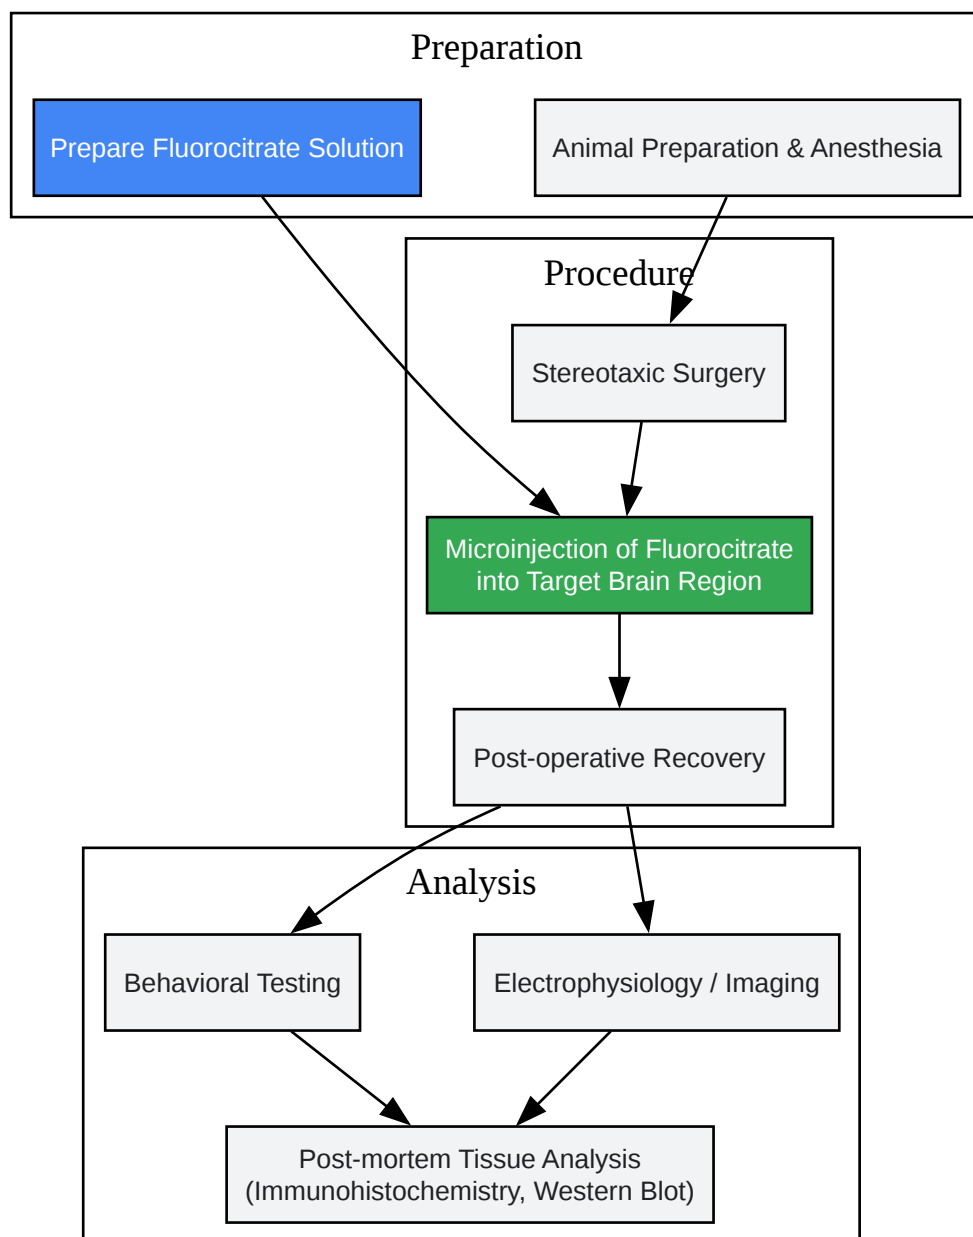 Preparation
Prepare Fluorocitrate Solution
Animal Preparation & Anesthesia
Procedure
Stereotaxic Surgery
Microinjection of Fluorocitrate
into Target Brain Region
Post-operative Recovery
Analysis
Behavioral Testing
Electrophysiology / Imaging
Post-mortem Tissue Analysis
(Immunohistochemistry, Western Blot)